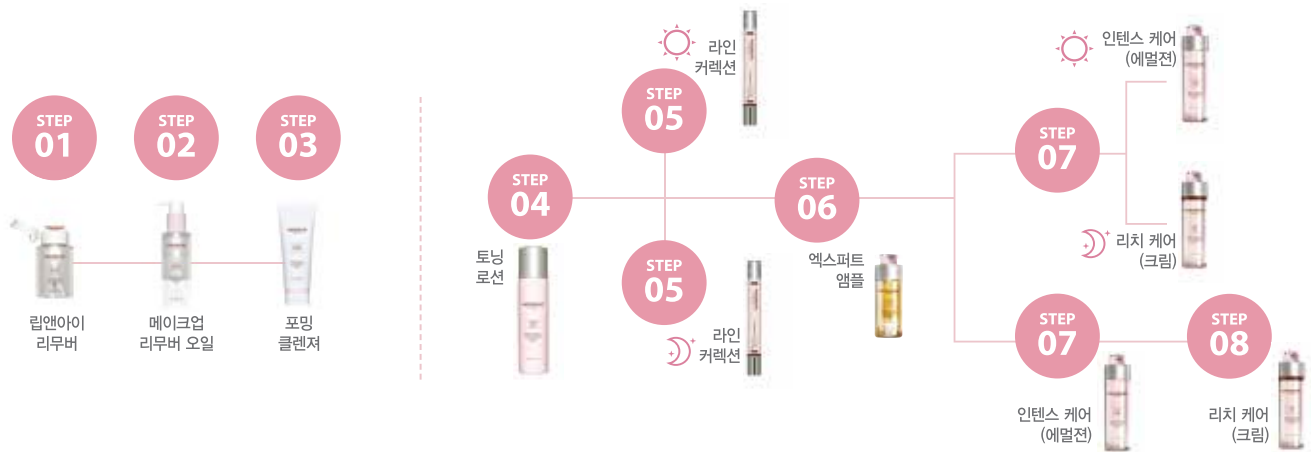 STEP
01
STEP
02
STEP
03
립앤아이
리무버
메이크업
리무버 오일
포밍
클렌져
STEP
04
토닝
로션
STEP
05
라인
커렉션
STEP
05
라인
커렉션
STEP
06
엑스퍼트
앰플
STEP
07
인텐스 케어
(에멀젼)
리치 케어
(크림)
STEP
07
인텐스 케어
(에멀젼)
STEP
08
리치 케어
(크림)